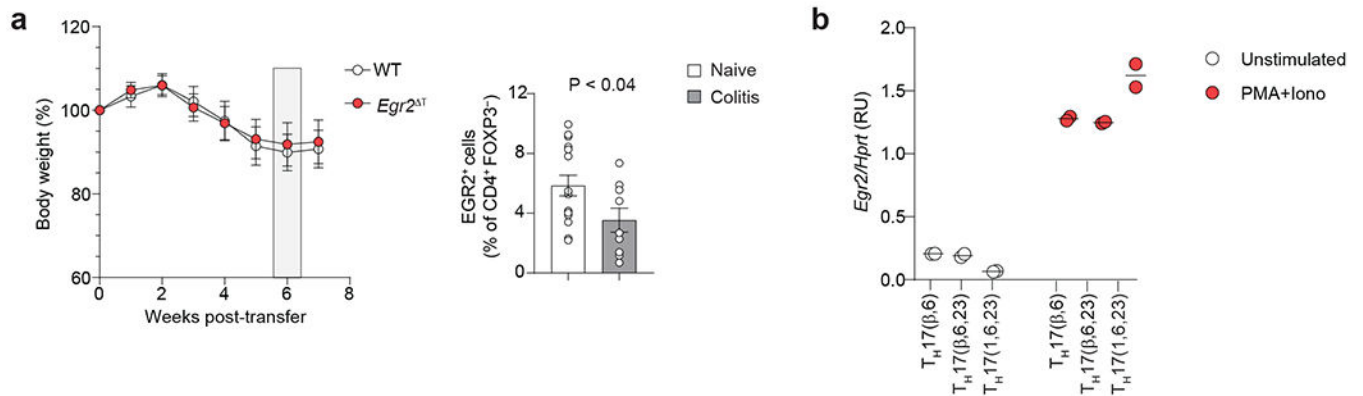 a
120
100
80
60
Body weight (%)
0
2
4
6
8
Weeks post-transfer
WT
Egr2ΔT
P < 0.04
12
8
4
0
EGR2+ cells
(% of CD4+ FOXP3−)
Naive
Colitis
b
2.0
1.5
1.0
0.5
0.0
Egr2/Hprt (RU)
TH17(β,6)
TH17(β,6,23)
TH17(1,6,23)
TH17(β,6)
TH17(β,6,23)
TH17(1,6,23)
Unstimulated
PMA+Iono